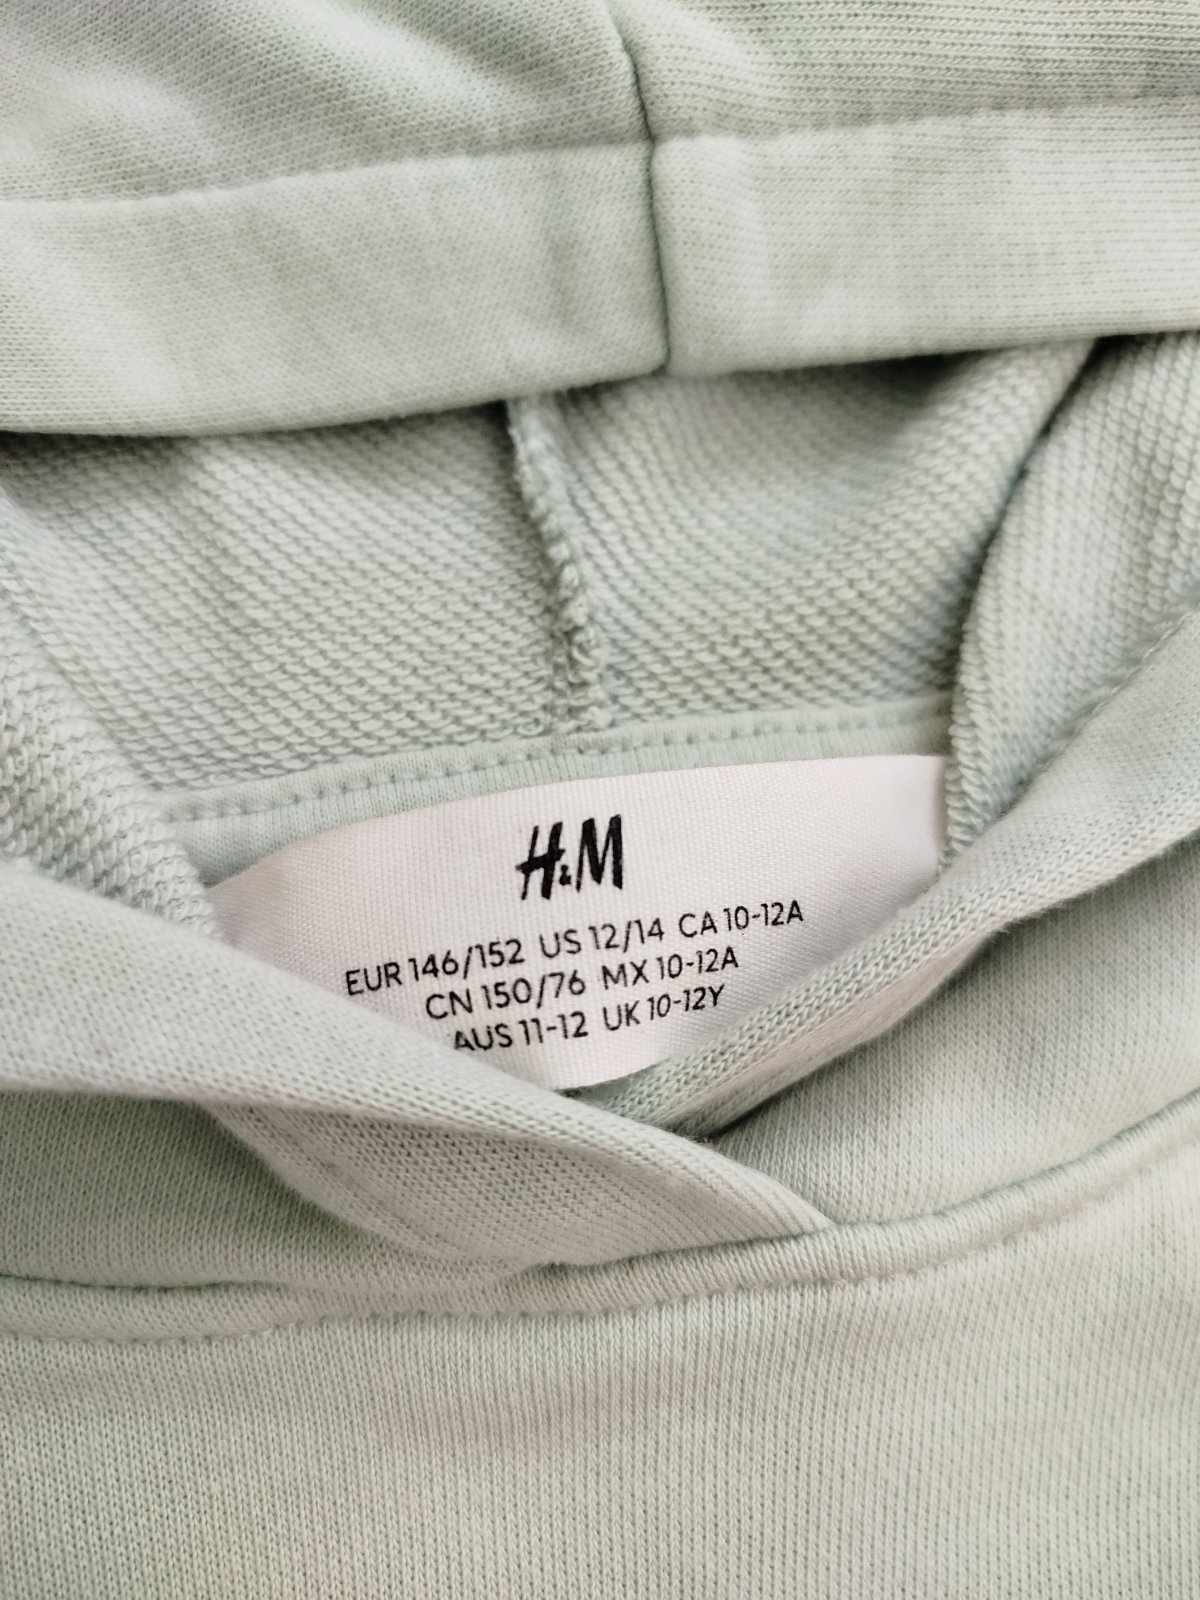 H&M
EUR 146/152 US 12/14 CA 10-12A
CN 150/76 MX 10-12A
AUS 11-12 UK 10-12Y